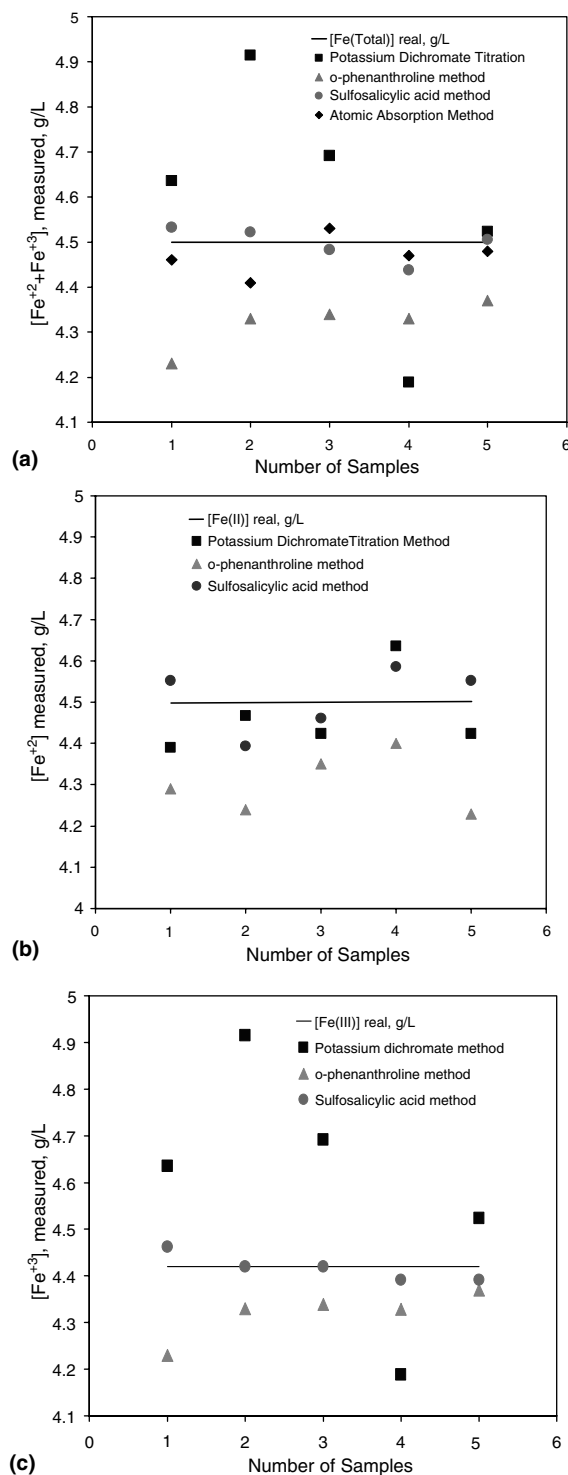 5
4.9
4.8
4.7
4.6
4.5
4.4
4.3
4.2
4.1
[Fe+2+Fe+3], measured, g/L
[Fe(Total)] real, g/L
Potassium Dichromate Titration
o-phenanthroline method
Sulfosalicylic acid method
Atomic Absorption Method
0 1 2 3 4 5 6
Number of Samples
(a)
5
4.9
4.8
4.7
4.6
4.5
4.4
4.3
4.2
4.1
4
[Fe+2] measured, g/L
[Fe(II)] real, g/L
Potassium DichromateTitration Method
o-phenanthroline method
Sulfosalicylic acid method
0 1 2 3 4 5 6
Number of Samples
(b)
5
4.9
4.8
4.7
4.6
4.5
4.4
4.3
4.2
4.1
[Fe+3], measured, g/L
[Fe(III)] real, g/L
Potassium dichromate method
o-phenanthroline method
Sulfosalicylic acid method
0 1 2 3 4 5 6
Number of Samples
(c)